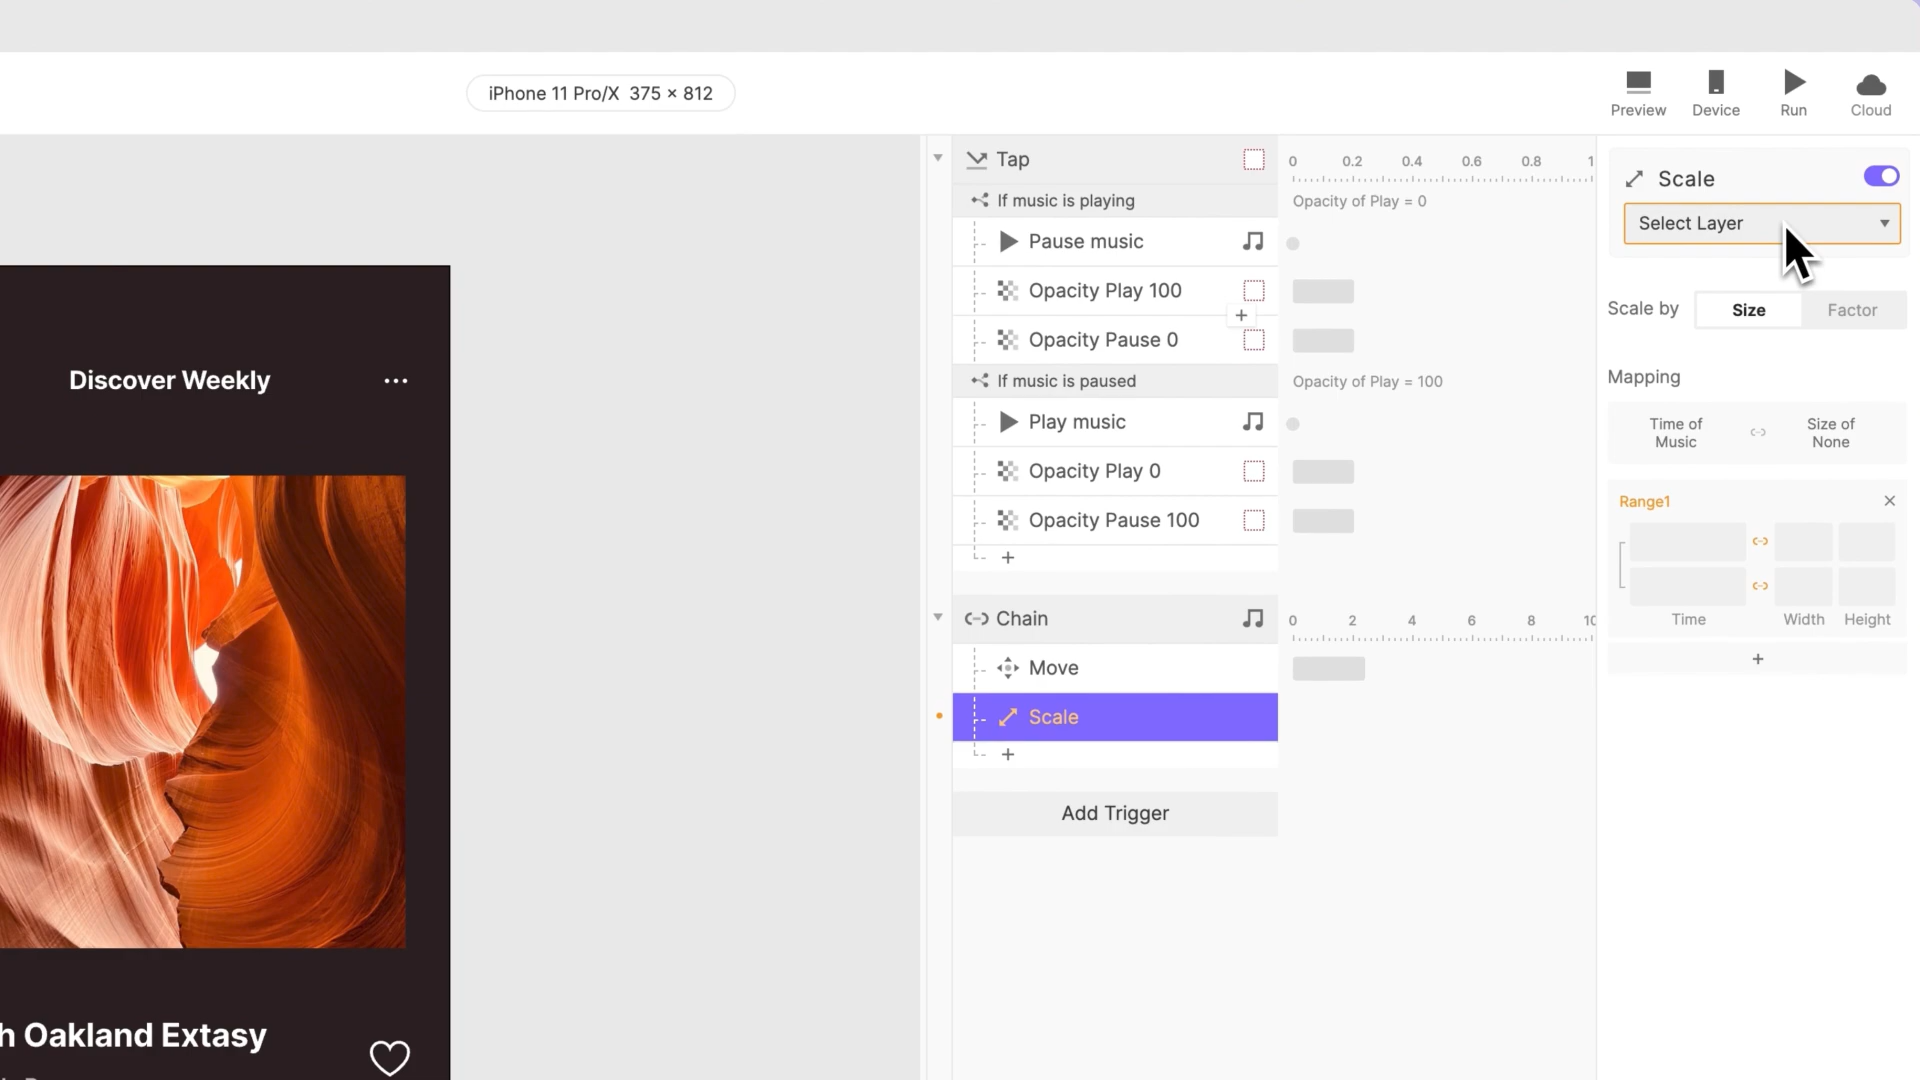 iPhone 11 Pro/X 375 × 812
Preview
Device
Run
Cloud
Tap
0 0.2 0.4 0.6 0.8 1
If music is playing
Opacity of Play = 0
Pause music
Opacity Play 100
+
Opacity Pause 0
If music is paused
Opacity of Play = 100
Play music
Opacity Play 0
Opacity Pause 100
+
Chain
0 2 4 6 8 10
Move
Scale
+
Add Trigger
Scale
Select Layer
Scale by
Size
Factor
Mapping
Time of
Music
Size of
None
Range1
Time
Width
Height
+
Discover Weekly
h Oakland Extasy